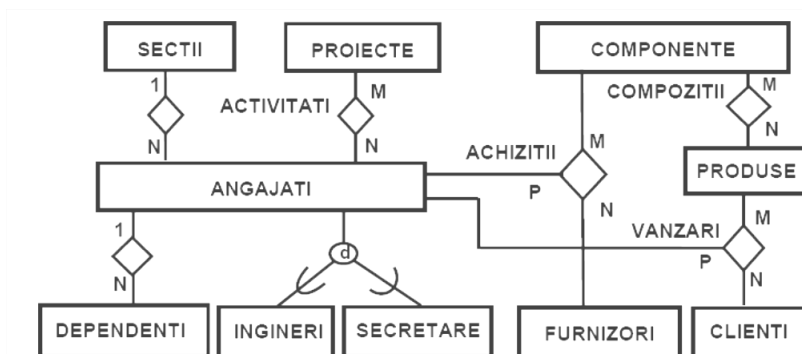 SECTII
PROIECTE
COMPONENTE
1
ACTIVITATI
M
COMPOZITII
M
N
N
N
ACHIZITII
M
PRODUSE
ANGAJATI
P
N
M
1
VANZARI
P
N
d
N
DEPENDENTI
INGINERI
SECRETARE
FURNIZORI
CLIENTI